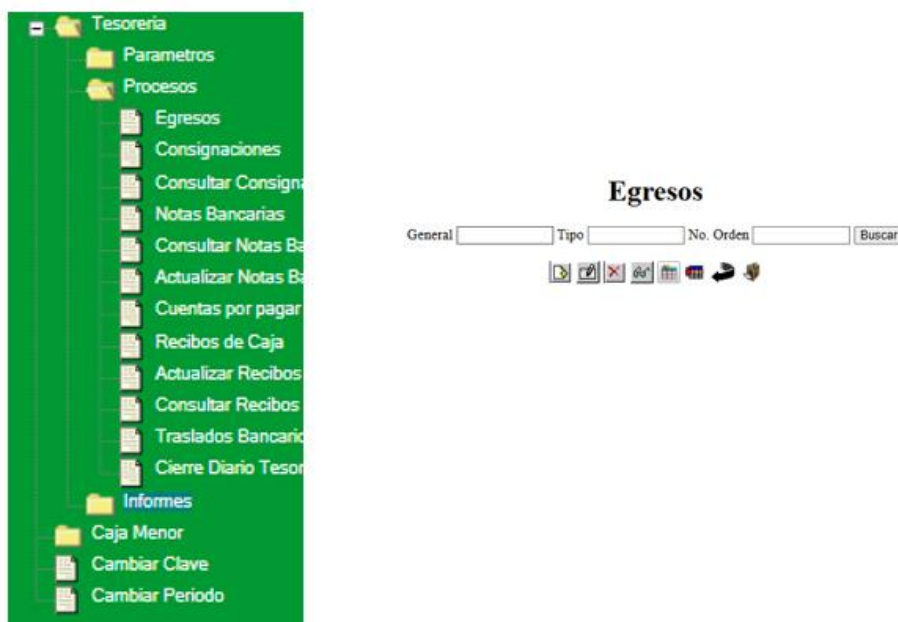 Tesoreria
Parametros
Procesos
Egresos
Consignaciones
Consultar Consign
Notas Bancarias
Consultar Notas Ba
Actualizar Notas Ba
Cuentas por pagar
Recibos de Caja
Actualizar Recibos
Consultar Recibos
Traslados Bancario
Cierre Diario Tesor
Informes
Caja Menor
Cambiar Clave
Cambiar Periodo
Egresos
General Tipo No. Orden Buscar